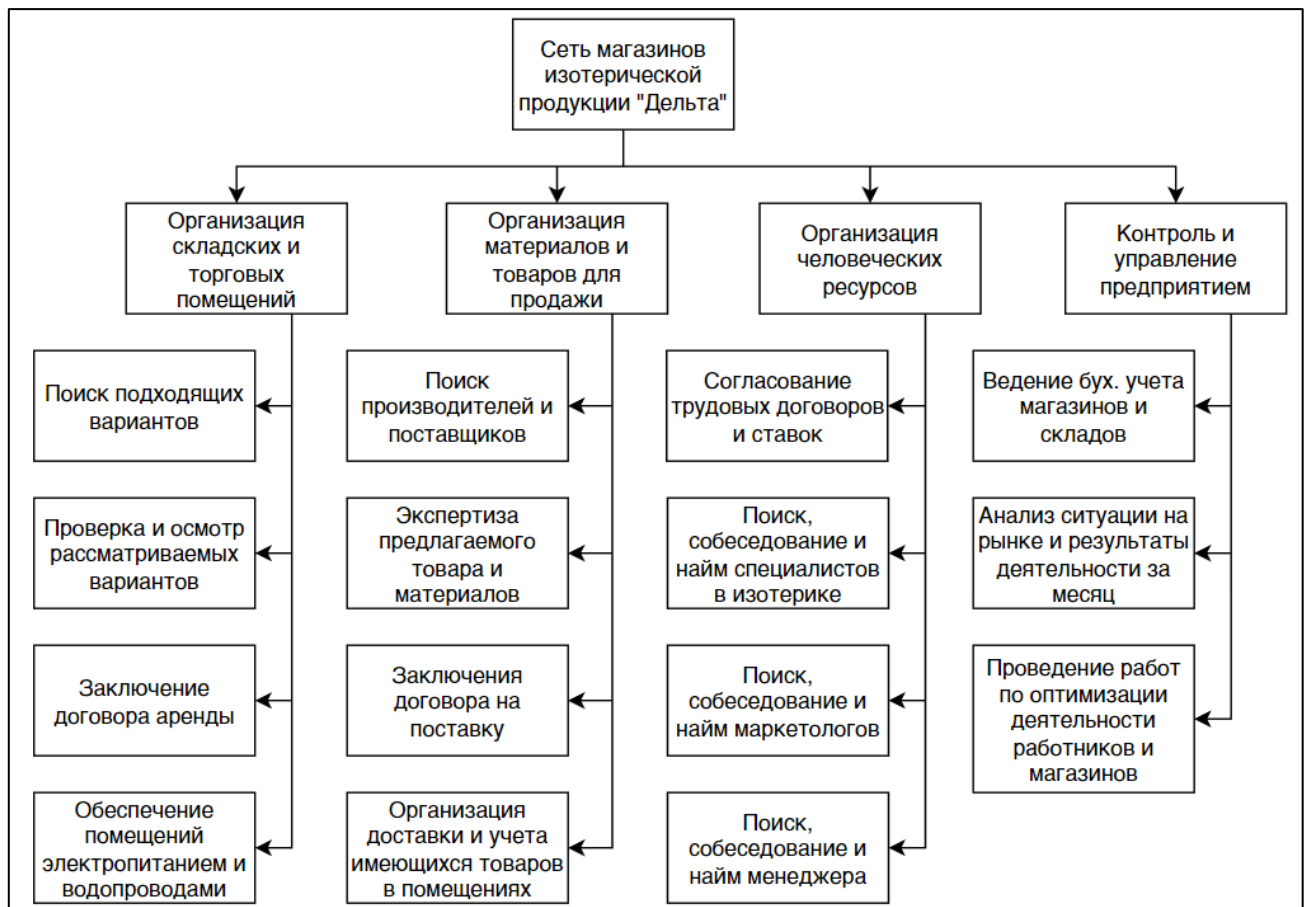 Сеть магазинов
изотерической
продукции "Дельта"
Организация
складских и
торговых
помещений
Организация
материалов и
товаров для
продажи
Организация
человеческих
ресурсов
Контроль и
управление
предприятием
Поиск подходящих
вариантов
Поиск
производителей и
поставщиков
Согласование
трудовых договоров
и ставок
Ведение бух. учета
магазинов и
складов
Проверка и осмотр
рассматриваемых
вариантов
Экспертиза
предлагаемого
товара и
материалов
Поиск,
собеседование и
найм специалистов
в изотерике
Анализ ситуации на
рынке и результаты
деятельности за
месяц
Заключение
договора аренды
Заключения
договора на
поставку
Поиск,
собеседование и
найм маркетологов
Проведение работ
по оптимизации
деятельности
работников и
магазинов
Обеспечение
помещений
электропитанием и
водопроводами
Организация
доставки и учета
имеющихся товаров
в помещениях
Поиск,
собеседование и
найм менеджера